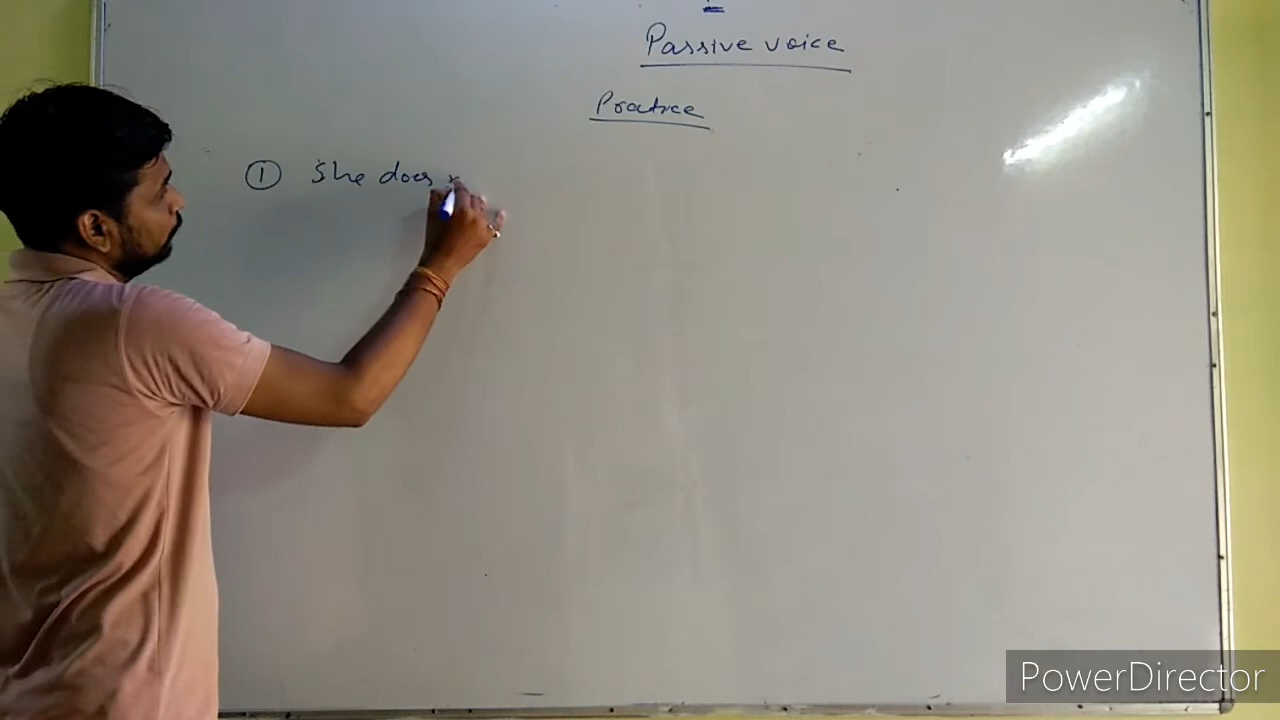 Passive voice
Practice
① She does
PowerDirector